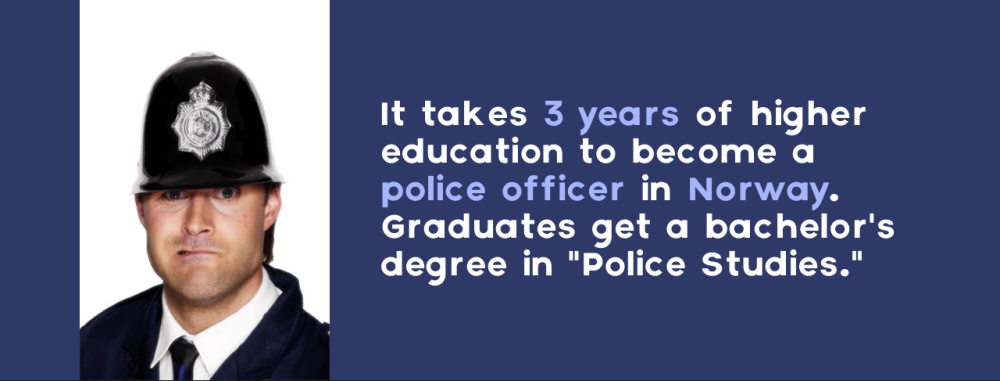 It takes 3 years of higher
education to become a
police officer in Norway.
Graduates get a bachelor's
degree in "Police Studies."